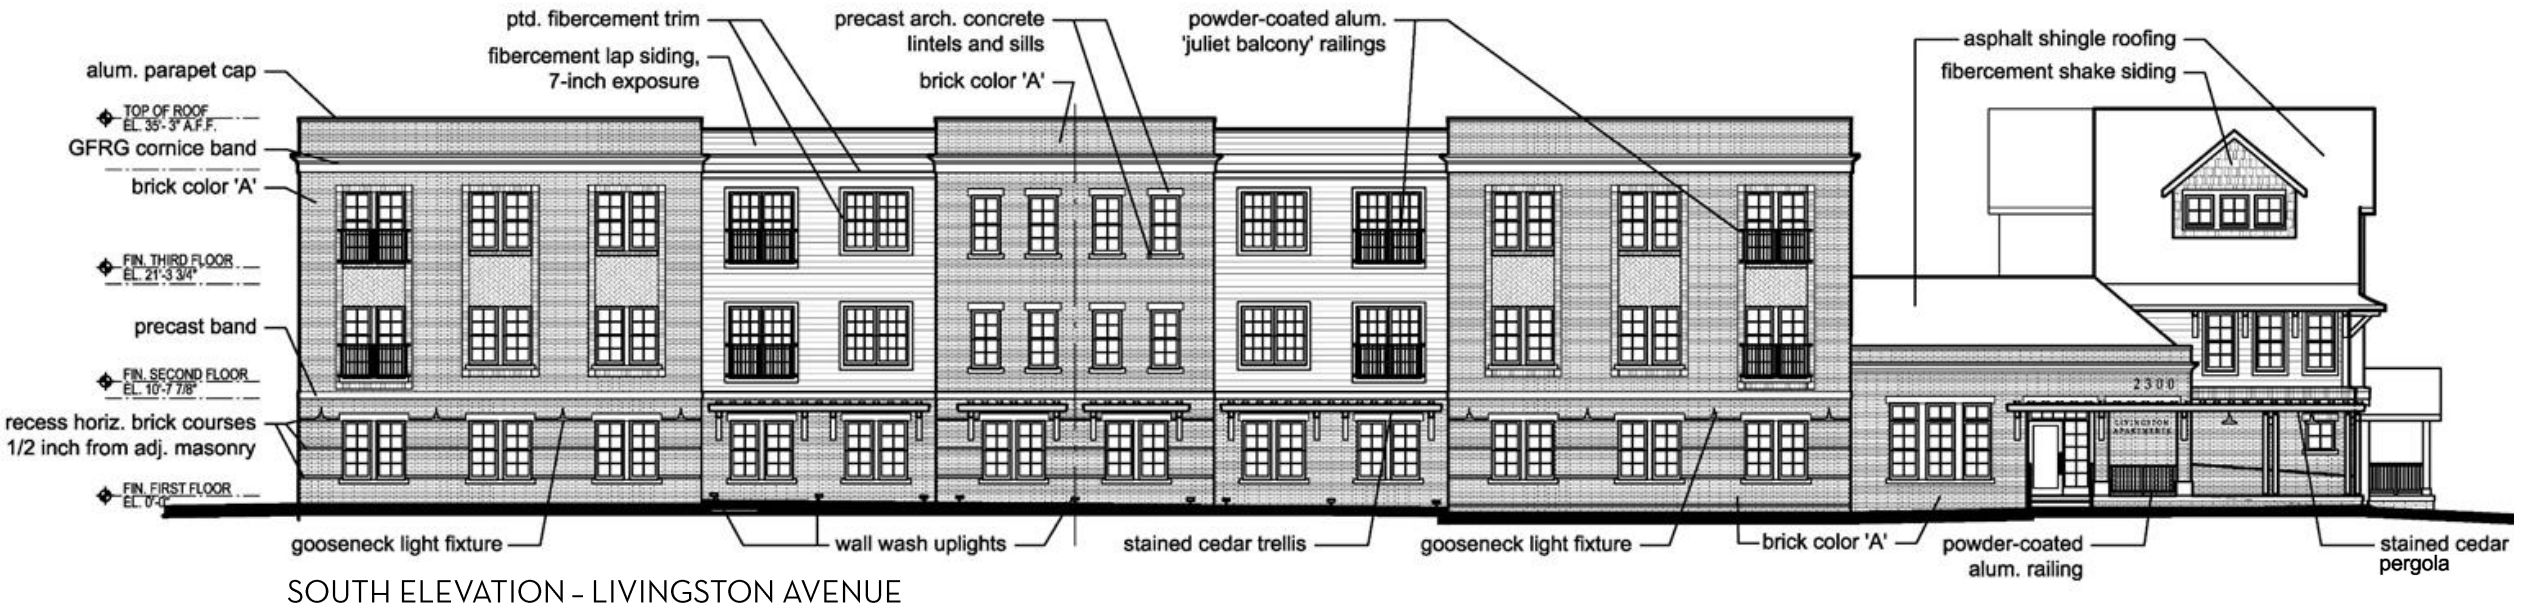 ptd. fibercement trim
fibercement lap siding,
7-inch exposure
precast arch. concrete
lintels and sills
brick color 'A'
powder-coated alum.
'juliet balcony' railings
asphalt shingle roofing
fibercement shake siding
alum. parapet cap
TOP OF ROOF
EL. 35'- 3" A.F.F.
GFRG cornice band
brick color 'A'
FIN. THIRD FLOOR
EL. 21'-3 3/4"
precast band
FIN. SECOND FLOOR
EL. 10'-7 7/8"
recess horiz. brick courses
1/2 inch from adj. masonry
FIN. FIRST FLOOR
EL. 0'-0"
2300
LIVINGSTON
APARTMENTS
gooseneck light fixture
wall wash uplights
stained cedar trellis
gooseneck light fixture
brick color 'A'
powder-coated
alum. railing
stained cedar
pergola
SOUTH ELEVATION – LIVINGSTON AVENUE